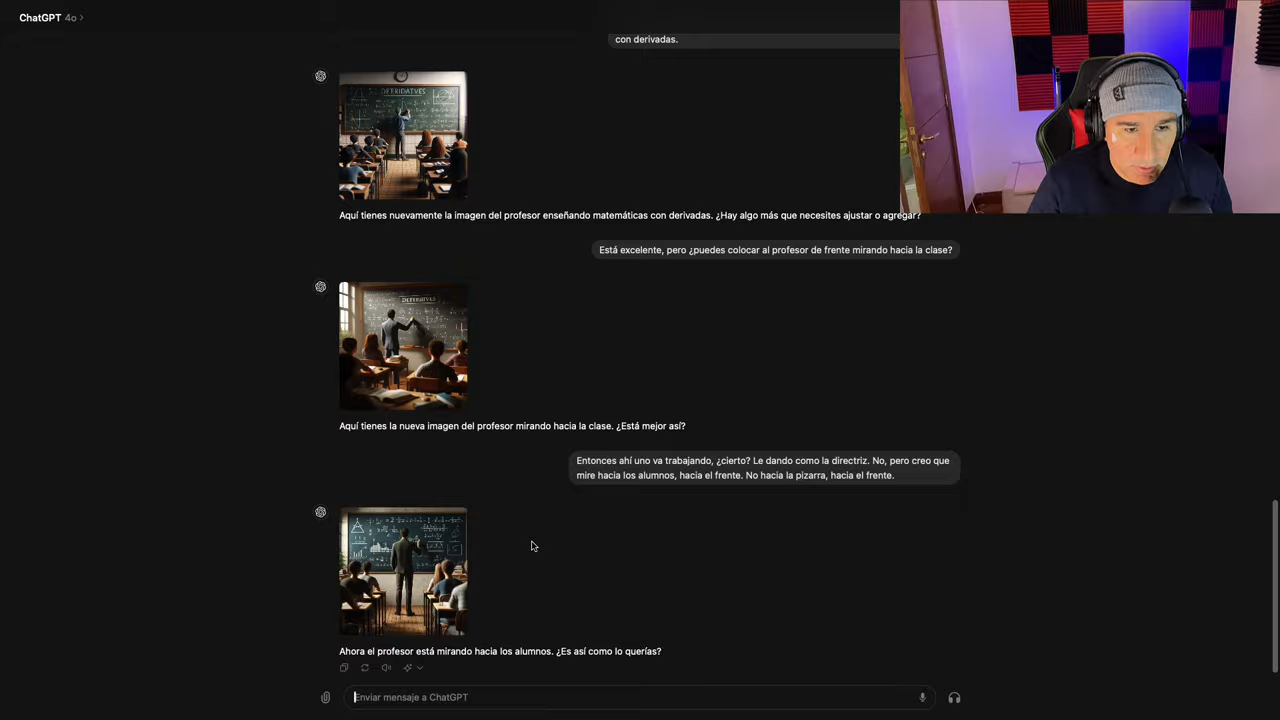 ChatGPT 4o >
con derivadas.
DERIDATVES
Aquí tienes nuevamente la imagen del profesor enseñando matemáticas con derivadas. ¿Hay algo más que necesites ajustar o agregar?
Está excelente, pero ¿puedes colocar al profesor de frente mirando hacia la clase?
Aquí tienes la nueva imagen del profesor mirando hacia la clase. ¿Está mejor así?
Entonces ahí uno va trabajando, ¿cierto? Le dando como la directriz. No, pero creo que
mire hacia los alumnos, hacia el frente. No hacia la pizarra, hacia el frente.
Ahora el profesor está mirando hacia los alumnos. ¿Es así como lo querías?
Enviar mensaje a ChatGPT